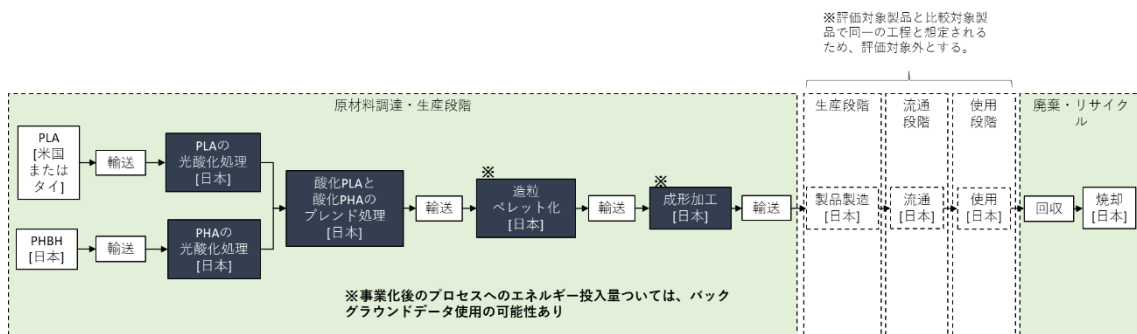 ※評価対象製品と比較対象製
品で同一の工程と想定される
ため、評価対象外とする。
原材料調達・生産段階
生産段階
流通
段階
使用
段階
廃棄・リサイク
ル
PLA
[米国
または
タイ]
輸送
PLAの
光酸化処理
[日本]
PHBH
[日本]
輸送
PHAの
光酸化処理
[日本]
酸化PLAと
酸化PHAの
ブレンド処理
[日本]
輸送
※
造粒
ペレット化
[日本]
輸送
※
成形加工
[日本]
輸送
製品製造
[日本]
流通
[日本]
使用
[日本]
回収
焼却
[日本]
※事業化後のプロセスへのエネルギー投入量ついては、バック
グラウンドデータ使用の可能性あり